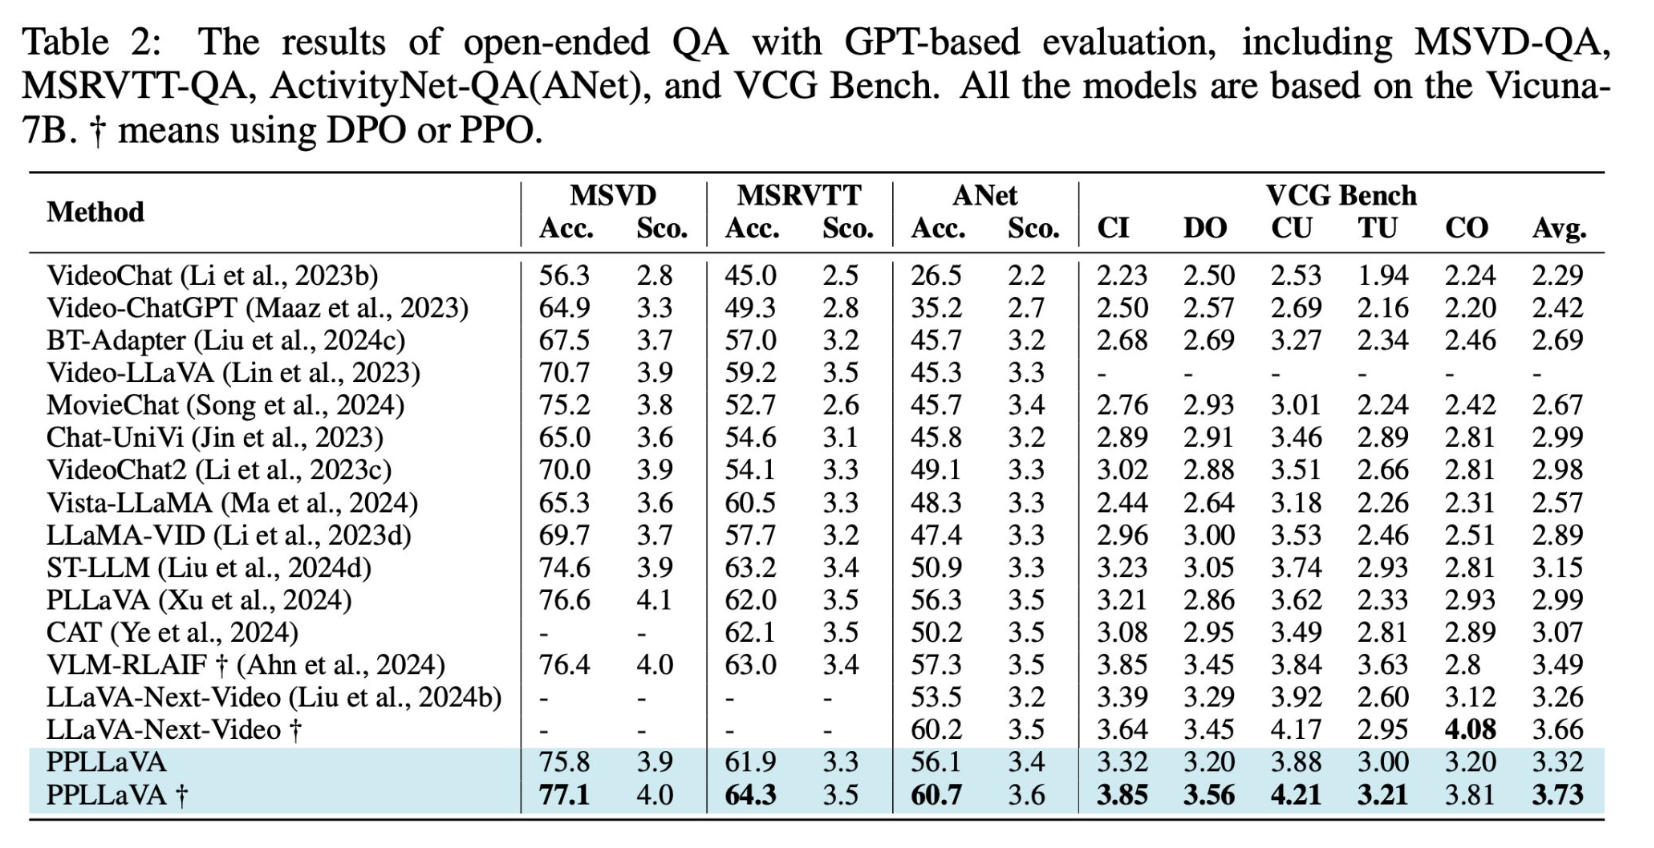 Table 2: The results of open-ended QA with GPT-based evaluation, including MSVD-QA,
MSRVTT-QA, ActivityNet-QA(ANet), and VCG Bench. All the models are based on the Vicuna-
7B. † means using DPO or PPO.
Method MSVD MSRVTT ANet VCG Bench
Acc. Sco. Acc. Sco. Acc. Sco. CI DO CU TU CO Avg.
VideoChat (Li et al., 2023b) 56.3 2.8 45.0 2.5 26.5 2.2 2.23 2.50 2.53 1.94 2.24 2.29
Video-ChatGPT (Maaz et al., 2023) 64.9 3.3 49.3 2.8 35.2 2.7 2.50 2.57 2.69 2.16 2.20 2.42
BT-Adapter (Liu et al., 2024c) 67.5 3.7 57.0 3.2 45.7 3.2 2.68 2.69 3.27 2.34 2.46 2.69
Video-LLaVA (Lin et al., 2023) 70.7 3.9 59.2 3.5 45.3 3.3 - - - - - -
MovieChat (Song et al., 2024) 75.2 3.8 52.7 2.6 45.7 3.4 2.76 2.93 3.01 2.24 2.42 2.67
Chat-UniVi (Jin et al., 2023) 65.0 3.6 54.6 3.1 45.8 3.2 2.89 2.91 3.46 2.89 2.81 2.99
VideoChat2 (Li et al., 2023c) 70.0 3.9 54.1 3.3 49.1 3.3 3.02 2.88 3.51 2.66 2.81 2.98
Vista-LLaMA (Ma et al., 2024) 65.3 3.6 60.5 3.3 48.3 3.3 2.44 2.64 3.18 2.26 2.31 2.57
LLaMA-VID (Li et al., 2023d) 69.7 3.7 57.7 3.2 47.4 3.3 2.96 3.00 3.53 2.46 2.51 2.89
ST-LLM (Liu et al., 2024d) 74.6 3.9 63.2 3.4 50.9 3.3 3.23 3.05 3.74 2.93 2.81 3.15
PLLaVA (Xu et al., 2024) 76.6 4.1 62.0 3.5 56.3 3.5 3.21 2.86 3.62 2.33 2.93 2.99
CAT (Ye et al., 2024) - - 62.1 3.5 50.2 3.5 3.08 2.95 3.49 2.81 2.89 3.07
VLM-RLAIF † (Ahn et al., 2024) 76.4 4.0 63.0 3.4 57.3 3.5 3.85 3.45 3.84 3.63 2.8 3.49
LLaVA-Next-Video (Liu et al., 2024b) - - - - 53.5 3.2 3.39 3.29 3.92 2.60 3.12 3.26
LLaVA-Next-Video † - - - - 60.2 3.5 3.64 3.45 4.17 2.95 4.08 3.66
PPLLaVA 75.8 3.9 61.9 3.3 56.1 3.4 3.32 3.20 3.88 3.00 3.20 3.32
PPLLaVA † 77.1 4.0 64.3 3.5 60.7 3.6 3.85 3.56 4.21 3.21 3.81 3.73